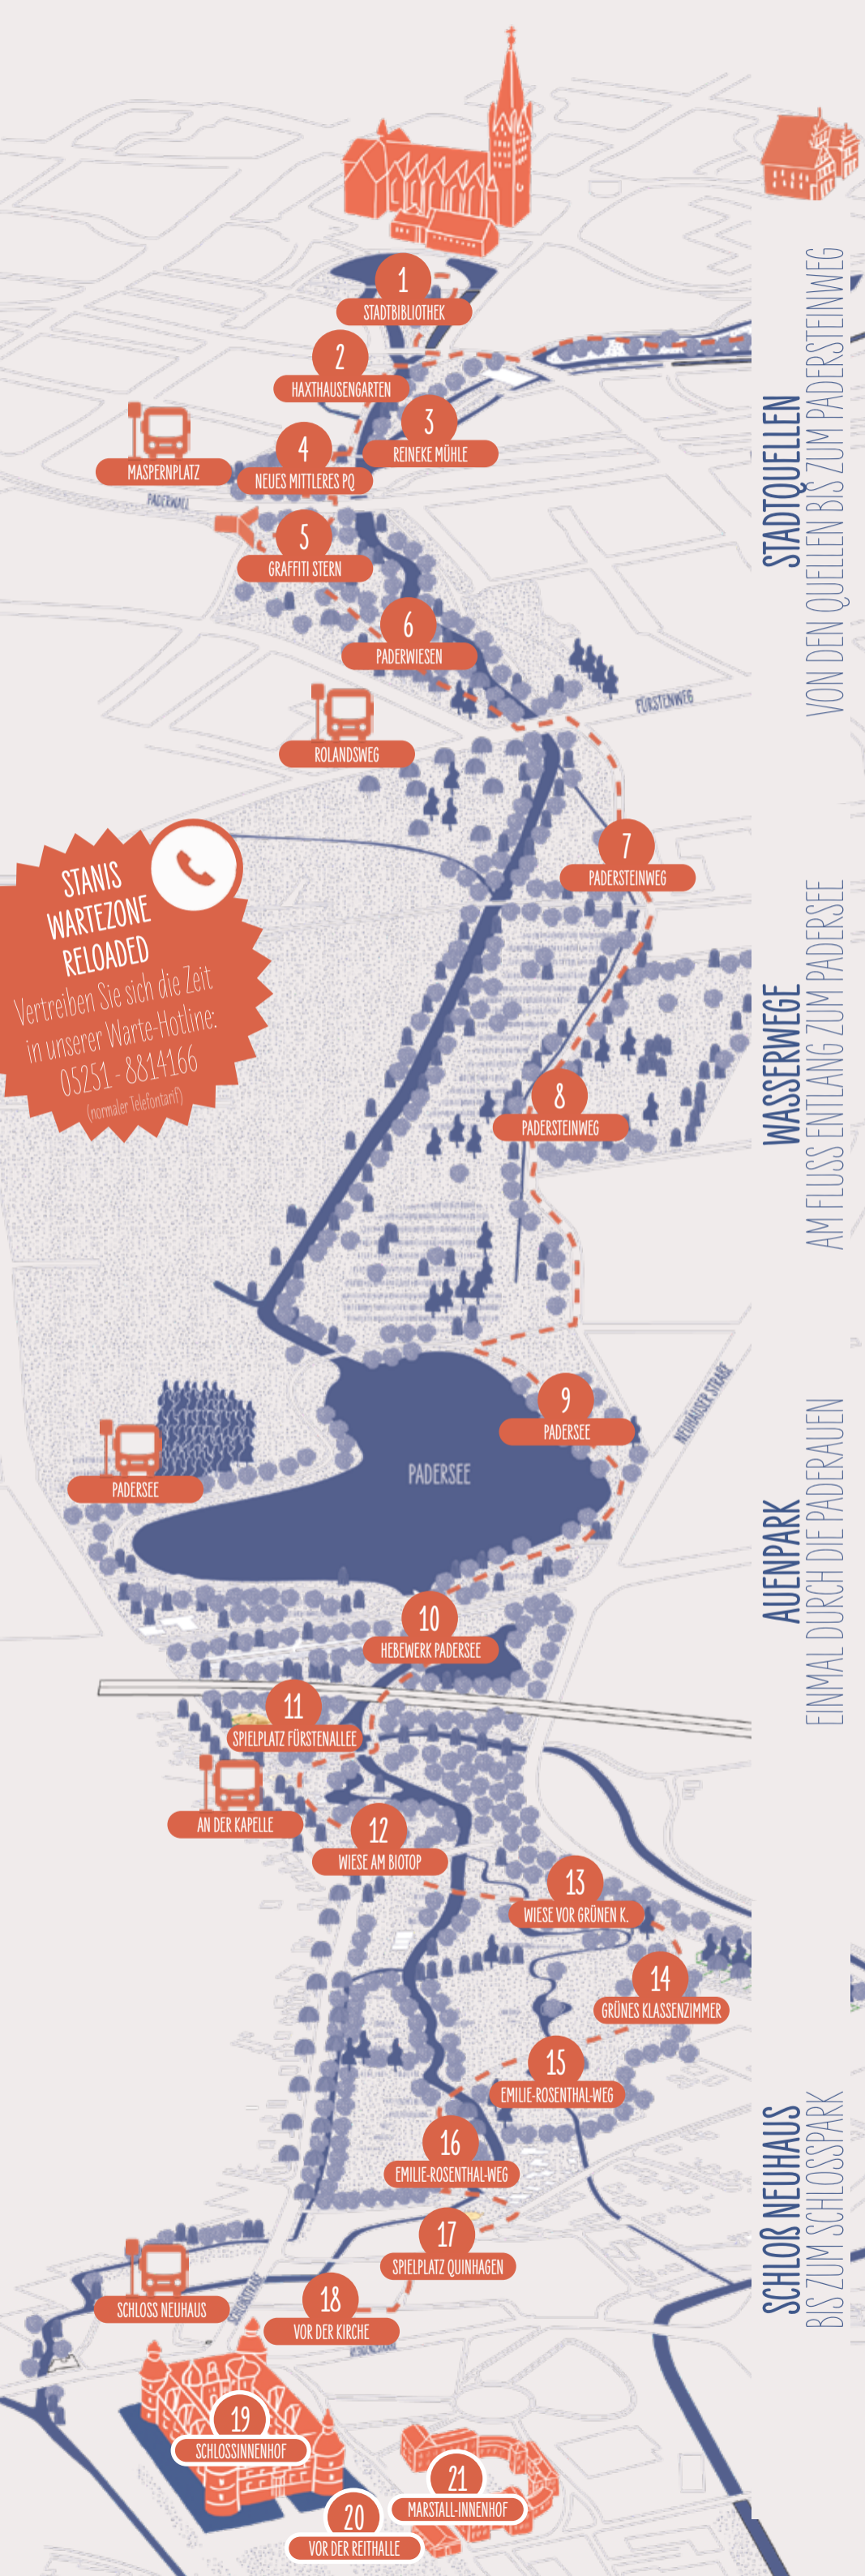 1
STADTBIBLIOTHEK
2
HAXTHAUSENGARTEN
3
REINEKE MÜHLE
4
NEUES MITTLERES PQ
MASPERNPLATZ
PADERWALL
5
GRAFFITI STERN
6
PADERWIESEN
FÜRSTENWEG
ROLANDSWEG
7
PADERSTEINWEG
STANIS
WARTEZONE
RELOADED
Vertreiben Sie sich die Zeit
in unserer Warte-Hotline:
05251 - 8814166
(normaler Telefontarif)
8
PADERSTEINWEG
NEUHÄUSER STRAßE
9
PADERSEE
PADERSEE
PADERSEE
10
HEBEWERK PADERSEE
11
SPIELPLATZ FÜRSTENALLEE
AN DER KAPELLE
12
WIESE AM BIOTOP
13
WIESE VOR GRÜNEN K.
14
GRÜNES KLASSENZIMMER
15
EMILIE-ROSENTHAL-WEG
16
EMILIE-ROSENTHAL-WEG
17
SPIELPLATZ QUINHAGEN
SCHLOSS NEUHAUS
18
VOR DER KIRCHE
19
SCHLOSSINNENHOF
20
VOR DER REITHALLE
21
MARSTALL-INNENHOF
STADTQUELLEN
VON DEN QUELLEN BIS ZUM PADERSTEINWEG
WASSERWEGE
AM FLUSS ENTLANG ZUM PADERSEE
AUENPARK
EINMAL DURCH DIE PADERAUEN
SCHLOß NEUHAUS
BIS ZUM SCHLOSSPARK